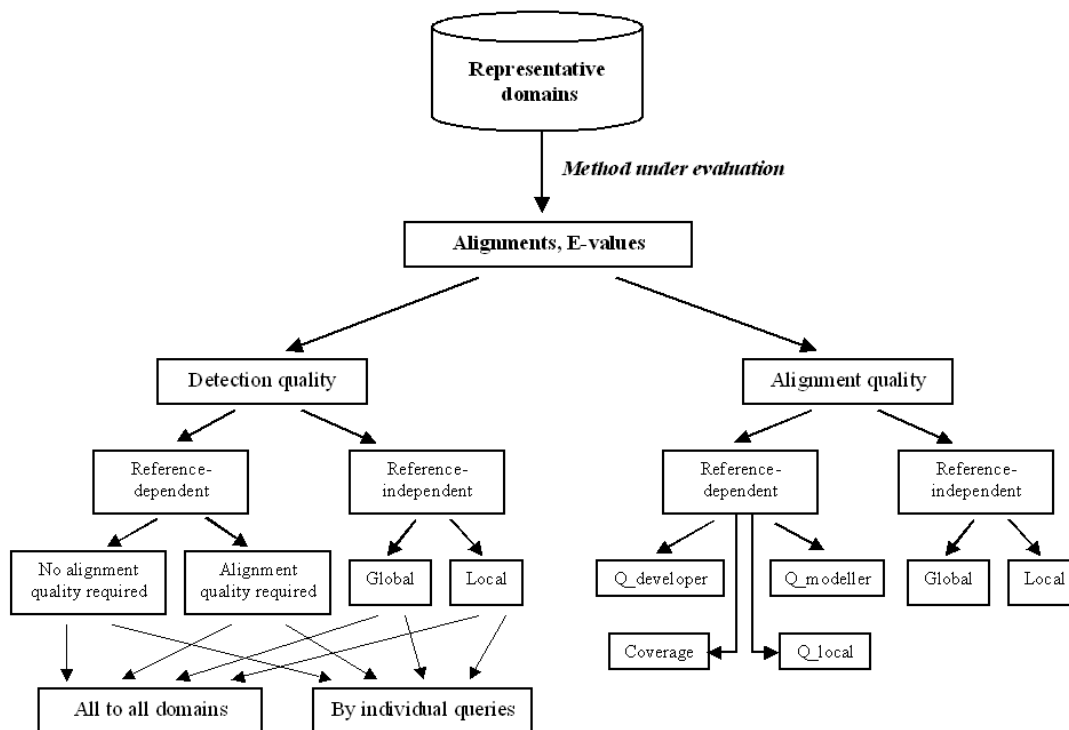 Representative
domains
Method under evaluation
Alignments, E-values
Detection quality
Alignment quality
Reference-
dependent
Reference-
independent
Reference-
dependent
Reference-
independent
No alignment
quality required
Alignment
quality required
Global
Local
Q_developer
Q_modeller
Global
Local
Coverage
Q_local
All to all domains
By individual queries